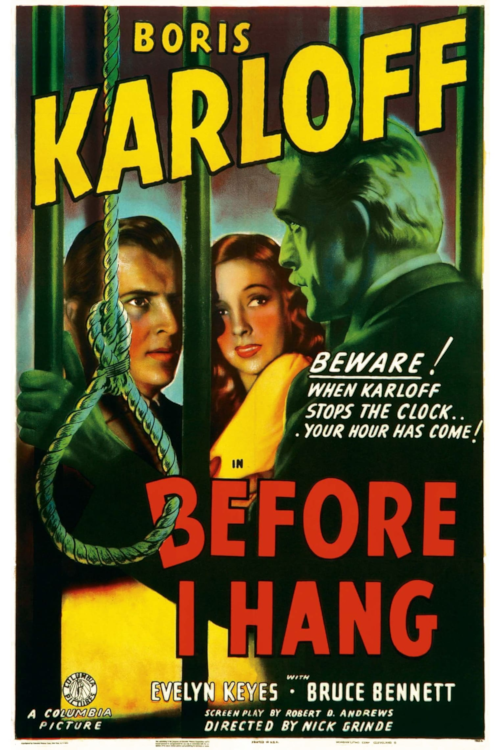 BORIS
KARLOFF
BEWARE!
WHEN KARLOFF
STOPS THE CLOCK..
.YOUR HOUR HAS COME!
IN
BEFORE
I HANG
WITH
EVELYN KEYES · BRUCE BENNETT
A COLUMBIA
PICTURE
SCREEN PLAY BY ROBERT D. ANDREWS
DIRECTED BY NICK GRINDE